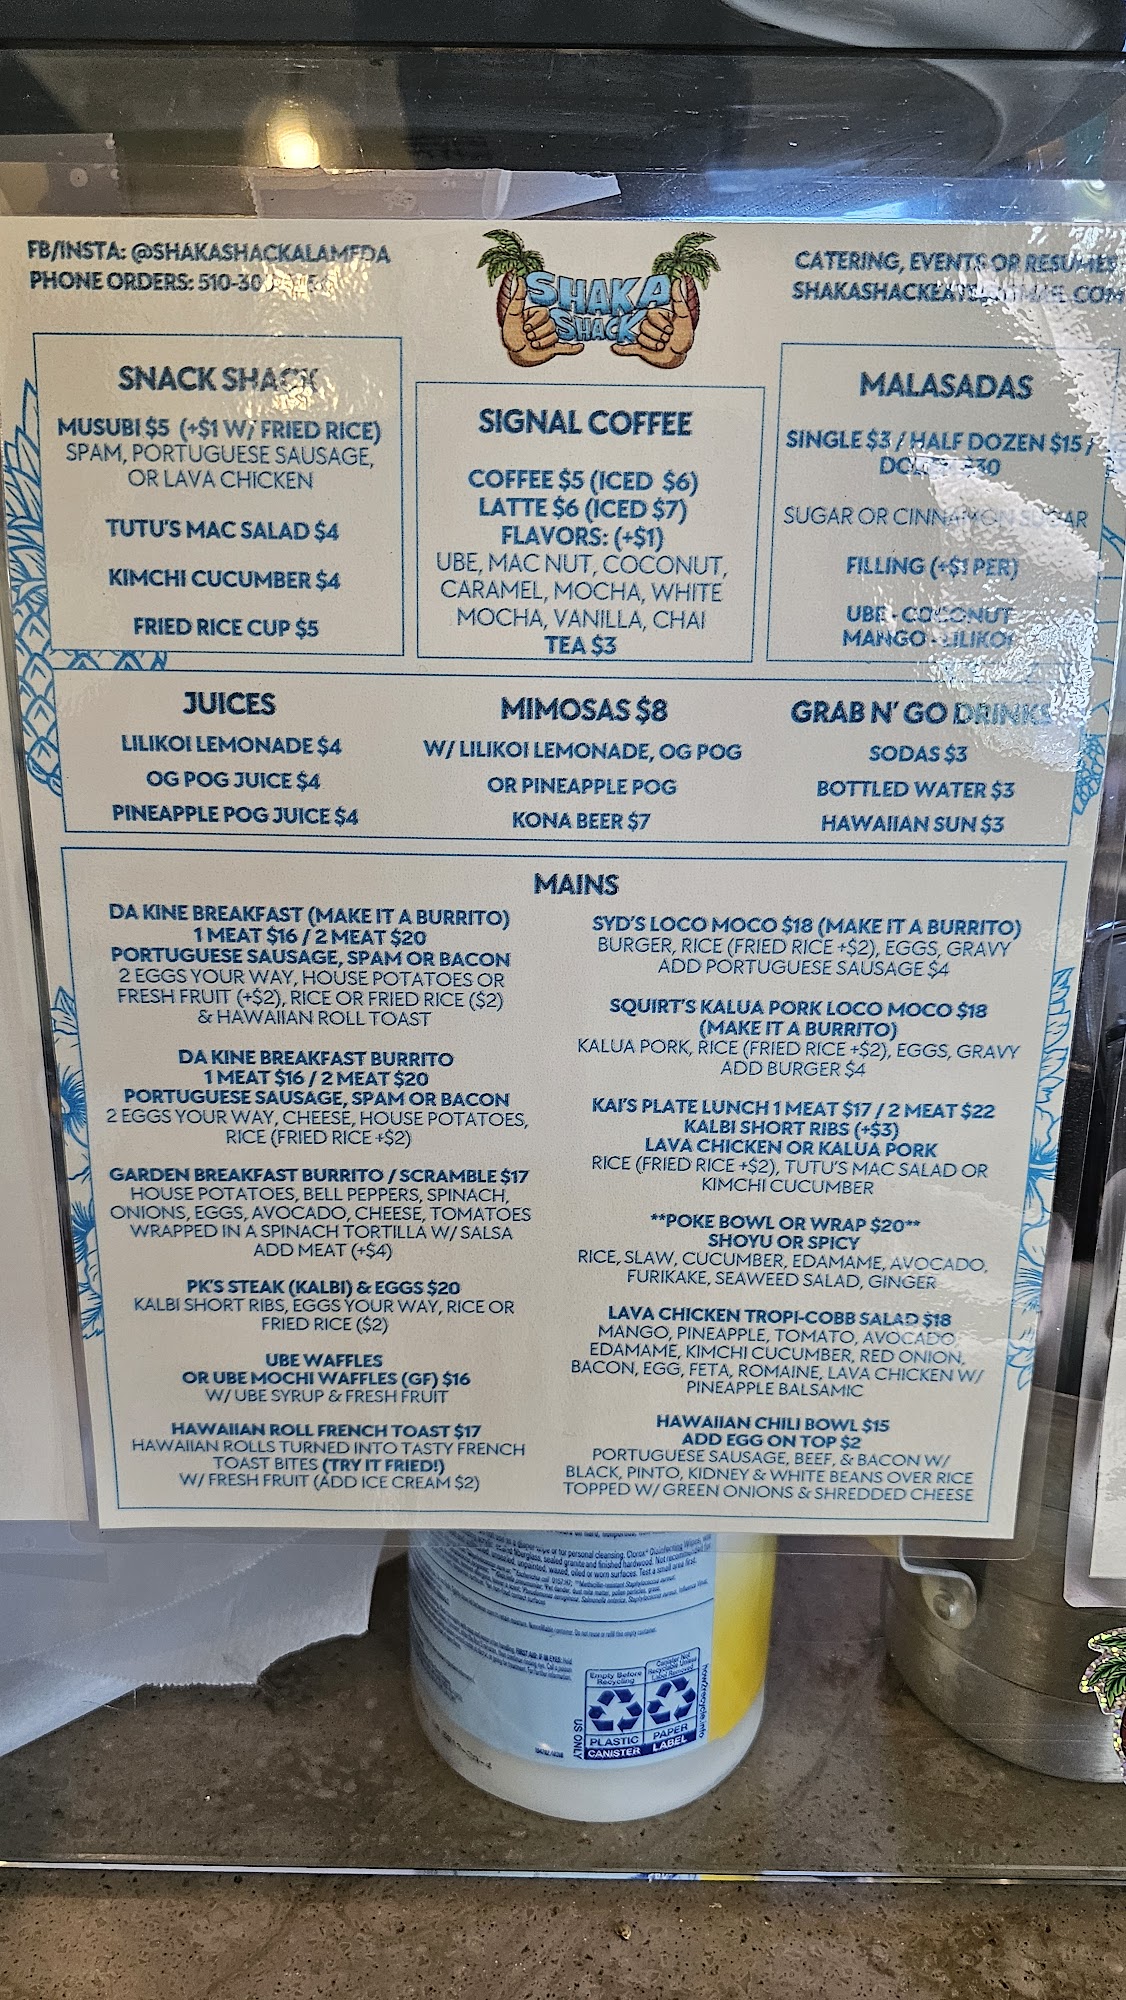 FB/INSTA: @SHAKASHACKALAMEDA
PHONE ORDERS: 510-30
SHAKA
SHACK
CATERING, EVENTS OR RESUMES
SNACK SHACK
MUSUBI $5 (+$1 W/ FRIED RICE)
SPAM, PORTUGUESE SAUSAGE,
OR LAVA CHICKEN
TUTU'S MAC SALAD $4
KIMCHI CUCUMBER $4
FRIED RICE CUP $5
SIGNAL COFFEE
COFFEE $5 (ICED $6)
LATTE $6 (ICED $7)
FLAVORS: (+$1)
UBE, MAC NUT, COCONUT,
CARAMEL, MOCHA, WHITE
MOCHA, VANILLA, CHAI
TEA $3
MALASADAS
SINGLE $3 / HALF DOZEN $15 /
SUGAR OR CINNAMON SUGAR
FILLING (+$1 PER)
UBE - COCONUT
MANGO - LILIKOI
JUICES
LILIKOI LEMONADE $4
OG POG JUICE $4
PINEAPPLE POG JUICE $4
MIMOSAS $8
W/ LILIKOI LEMONADE, OG POG
OR PINEAPPLE POG
KONA BEER $7
GRAB N' GO DRINKS
SODAS $3
BOTTLED WATER $3
HAWAIIAN SUN $3
MAINS
DA KINE BREAKFAST (MAKE IT A BURRITO)
1 MEAT $16 / 2 MEAT $20
PORTUGUESE SAUSAGE, SPAM OR BACON
2 EGGS YOUR WAY, HOUSE POTATOES OR
FRESH FRUIT (+$2), RICE OR FRIED RICE ($2)
& HAWAIIAN ROLL TOAST
DA KINE BREAKFAST BURRITO
1 MEAT $16 / 2 MEAT $20
PORTUGUESE SAUSAGE, SPAM OR BACON
2 EGGS YOUR WAY, CHEESE, HOUSE POTATOES,
RICE (FRIED RICE +$2)
GARDEN BREAKFAST BURRITO / SCRAMBLE $17
HOUSE POTATOES, BELL PEPPERS, SPINACH,
ONIONS, EGGS, AVOCADO, CHEESE, TOMATOES
WRAPPED IN A SPINACH TORTILLA W/ SALSA
ADD MEAT (+$4)
PK'S STEAK (KALBI) & EGGS $20
KALBI SHORT RIBS, EGGS YOUR WAY, RICE OR
FRIED RICE ($2)
UBE WAFFLES
OR UBE MOCHI WAFFLES (GF) $16
W/ UBE SYRUP & FRESH FRUIT
HAWAIIAN ROLL FRENCH TOAST $17
HAWAIIAN ROLLS TURNED INTO TASTY FRENCH
TOAST BITES (TRY IT FRIED!)
W/ FRESH FRUIT (ADD ICE CREAM $2)
SYD'S LOCO MOCO $18 (MAKE IT A BURRITO)
BURGER, RICE (FRIED RICE +$2), EGGS, GRAVY
ADD PORTUGUESE SAUSAGE $4
SQUIRT'S KALUA PORK LOCO MOCO $18
(MAKE IT A BURRITO)
KALUA PORK, RICE (FRIED RICE +$2), EGGS, GRAVY
ADD BURGER $4
KAI'S PLATE LUNCH 1 MEAT $17 / 2 MEAT $22
KALBI SHORT RIBS (+$3)
LAVA CHICKEN OR KALUA PORK
RICE (FRIED RICE +$2), TUTU'S MAC SALAD OR
KIMCHI CUCUMBER
**POKE BOWL OR WRAP $20**
SHOYU OR SPICY
RICE, SLAW, CUCUMBER, EDAMAME, AVOCADO,
FURIKAKE, SEAWEED SALAD, GINGER
LAVA CHICKEN TROPI-COBB SALAD $18
MANGO, PINEAPPLE, TOMATO, AVOCADO,
EDAMAME, KIMCHI CUCUMBER, RED ONION,
BACON, EGG, FETA, ROMAINE, LAVA CHICKEN W/
PINEAPPLE BALSAMIC
HAWAIIAN CHILI BOWL $15
ADD EGG ON TOP $2
PORTUGUESE SAUSAGE, BEEF, & BACON W/
BLACK, PINTO, KIDNEY & WHITE BEANS OVER RICE
TOPPED W/ GREEN ONIONS & SHREDDED CHEESE
Empty Before
Recycling
Canister Not
Recyclable Unless
Label Removed
how2recycle.info
US ONLY
PLASTIC
PAPER
CANISTER
LABEL